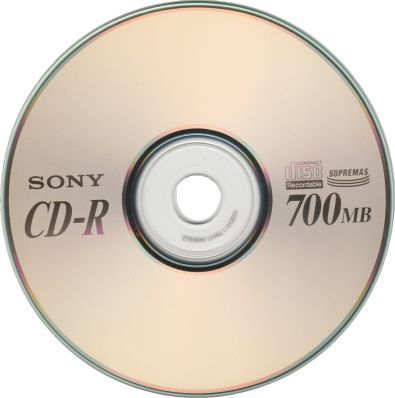 SONY
CD-R
COMPACT
disc
Recordable
SUPREMAS
700MB